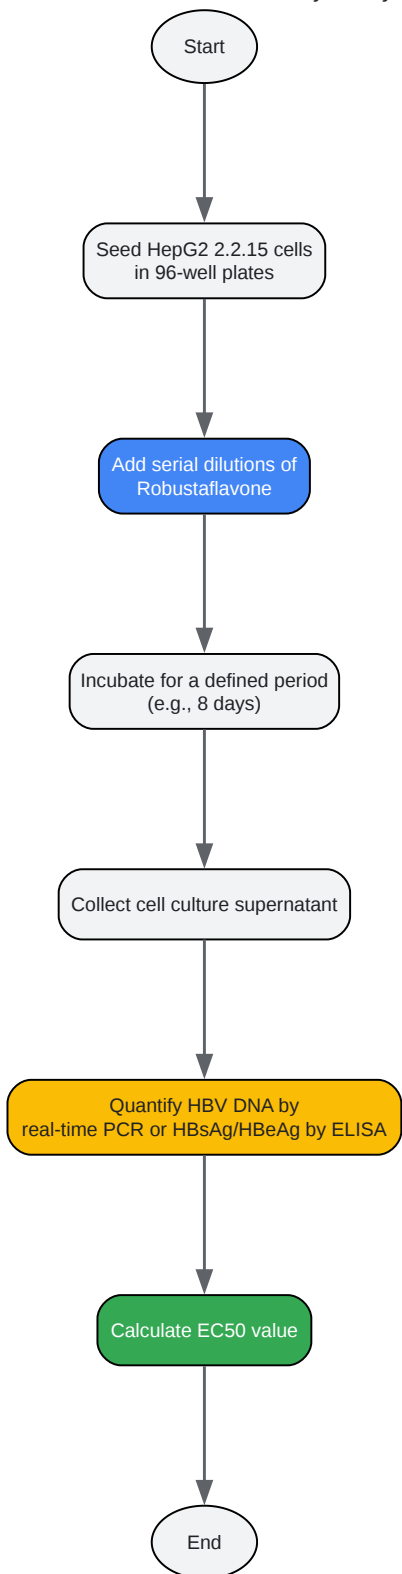 Start
Seed HepG2 2.2.15 cells
in 96-well plates
Add serial dilutions of
Robustaflavone
Incubate for a defined period
(e.g., 8 days)
Collect cell culture supernatant
Quantify HBV DNA by
real-time PCR or HBsAg/HBeAg by ELISA
Calculate EC50 value
End